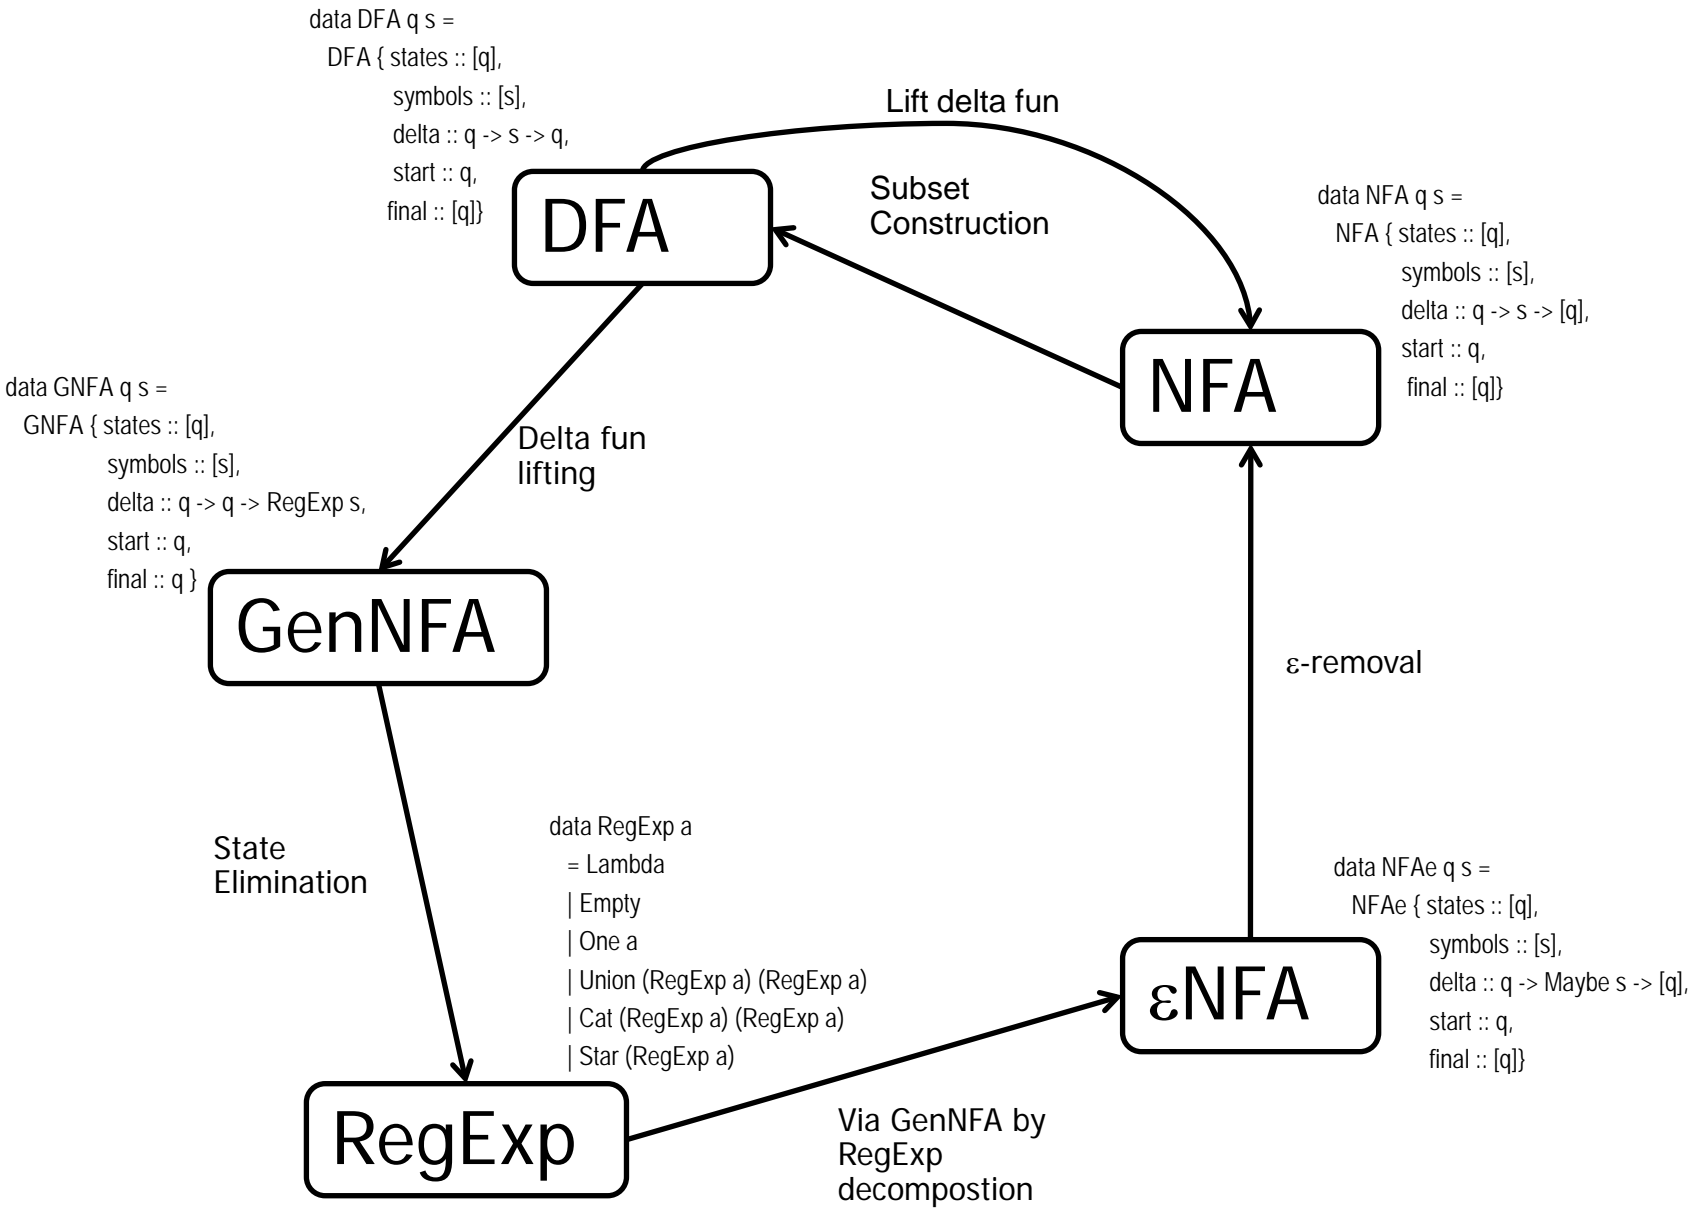 data DFA q s =
DFA { states :: [q],
symbols :: [s],
delta :: q -> s -> q,
start :: q,
final :: [q]}
DFA
Lift delta fun
Subset
Construction
data NFA q s =
NFA { states :: [q],
symbols :: [s],
delta :: q -> s -> [q],
start :: q,
final :: [q]}
NFA
data GNFA q s =
GNFA { states :: [q],
symbols :: [s],
delta :: q -> q -> RegExp s,
start :: q,
final :: q }
Delta fun
lifting
GenNFA
ε-removal
State
Elimination
data RegExp a
= Lambda
| Empty
| One a
| Union (RegExp a) (RegExp a)
| Cat (RegExp a) (RegExp a)
| Star (RegExp a)
data NFAe q s =
NFAe { states :: [q],
symbols :: [s],
delta :: q -> Maybe s -> [q],
start :: q,
final :: [q]}
εNFA
RegExp
Via GenNFA by
RegExp
decompostion